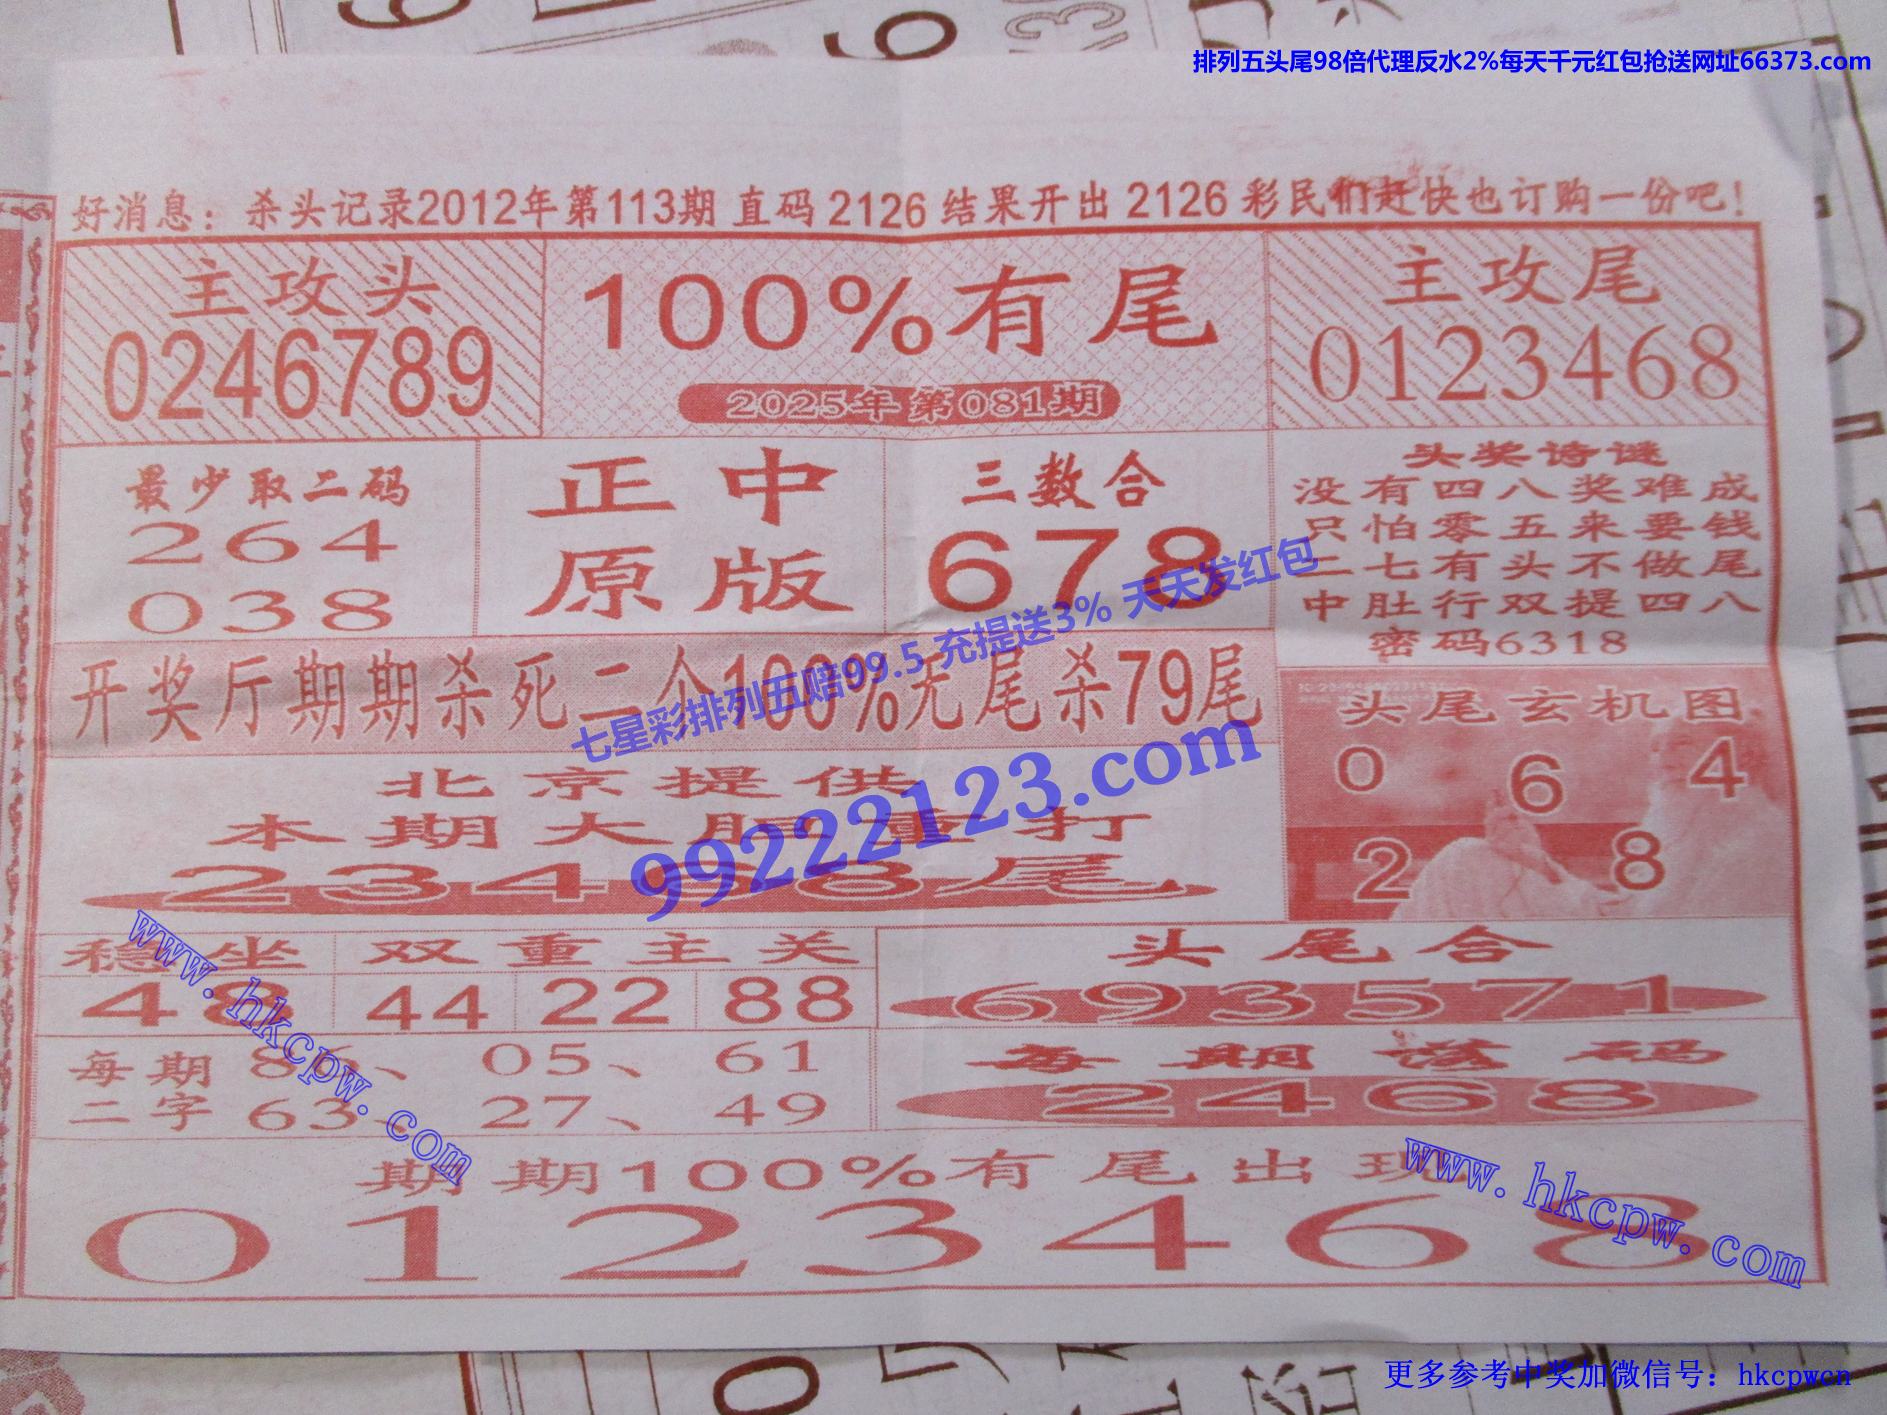 排列五头尾98倍代理反水2%每天千元红包抢送网址66373.com
好消息：杀头记录2012年第113期 直码 2126 结果开出 2126 彩民们赶快也订购一份吧！
主攻头
0246789
100%有尾
2025年第081期
主攻尾
0123468
最少取二码
264
038
正中
原版
三数合
678
头奖诗谜
没有四八奖难成
只怕零五来要钱
二七有头不做尾
中肚行双提四八
密码6318
七星彩排列五赔99.5 充提送3% 天天发红包
99222123.com
开奖厅期期杀死二个100%无尾杀79尾
头尾玄机图
0 6 4
2 8
北京提供
本期大胆重打
23468尾
稳坐
48
双重主关
44 22 88
头尾合
693571
每期
二字
86、05、61
63、27、49
每期送码
2468
期期100%有尾出现
0123468
www.hkcpw.com
www.hkcpw.com
更多参考中奖加微信号：hkcpwcn